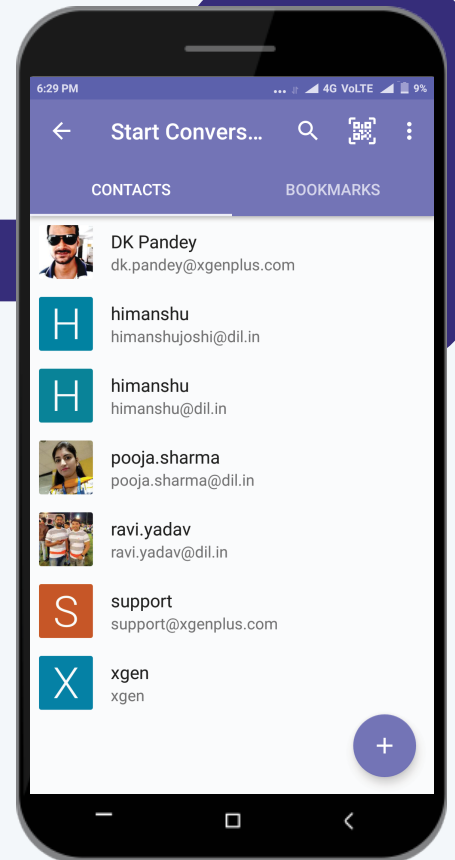 6:29 PM ... 4G VoLTE 9%
Start Convers...
CONTACTS BOOKMARKS
DK Pandey
dk.pandey@xgenplus.com
H
himanshu
himanshujoshi@dil.in
H
himanshu
himanshu@dil.in
pooja.sharma
pooja.sharma@dil.in
ravi.yadav
ravi.yadav@dil.in
S
support
support@xgenplus.com
X
xgen
xgen
+